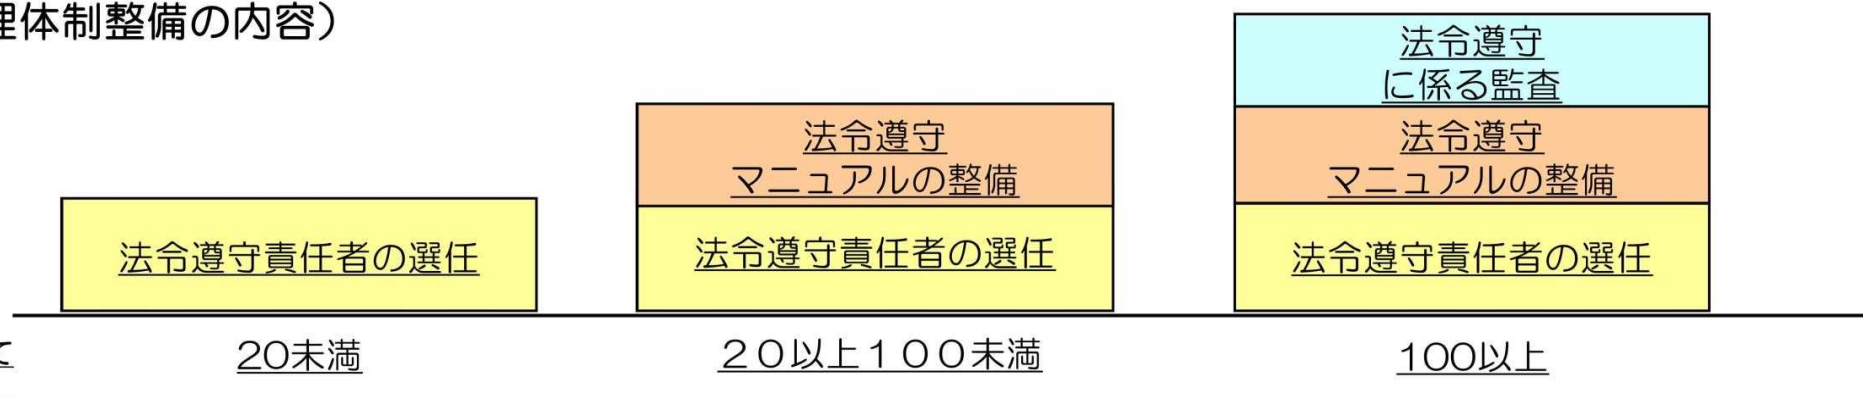 理体制整備の内容）
法令遵守
に係る監査
法令遵守
マニュアルの整備
法令遵守
マニュアルの整備
法令遵守責任者の選任
法令遵守責任者の選任
法令遵守責任者の選任
20未満
２０以上１００未満
100以上